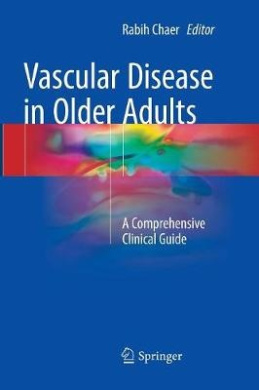 Rabih Chaer Editor
Vascular Disease
in Older Adults
A Comprehensive
Clinical Guide
Springer